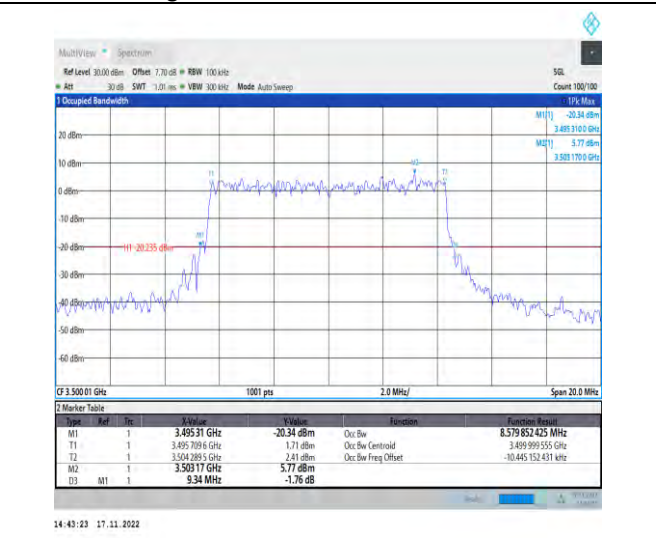 MultiView Spectrum
Ref Level 30.00 dBm Offset 7.70 dB RBW 100 kHz SGL
Att 30 dB SWT 1.01 ms VBW 300 kHz Mode Auto Sweep Count 100/100
1 Occupied Bandwidth 1Pk Max
M1[1] -20.34 dBm
3.495 310 0 GHz
M2[1] 5.77 dBm
3.503 170 0 GHz
20 dBm
10 dBm
M2
T1 T2
0 dBm
-10 dBm
M1
-20 dBm H1 -20.235 dBm
-30 dBm
-40 dBm
-50 dBm
-60 dBm
CF 3.500 01 GHz 1001 pts 2.0 MHz/ Span 20.0 MHz
2 Marker Table
Type Ref Trc X-Value Y-Value Function Function Result
M1 1 3.495 31 GHz -20.34 dBm Occ Bw 8.579 852 425 MHz
T1 1 3.495 709 6 GHz 1.71 dBm Occ Bw Centroid 3.499 999 555 GHz
T2 1 3.504 289 5 GHz 2.41 dBm Occ Bw Freq Offset -10.445 152 431 kHz
M2 1 3.503 17 GHz 5.77 dBm
D3 M1 1 9.34 MHz -1.76 dB
14:43:23 17.11.2022